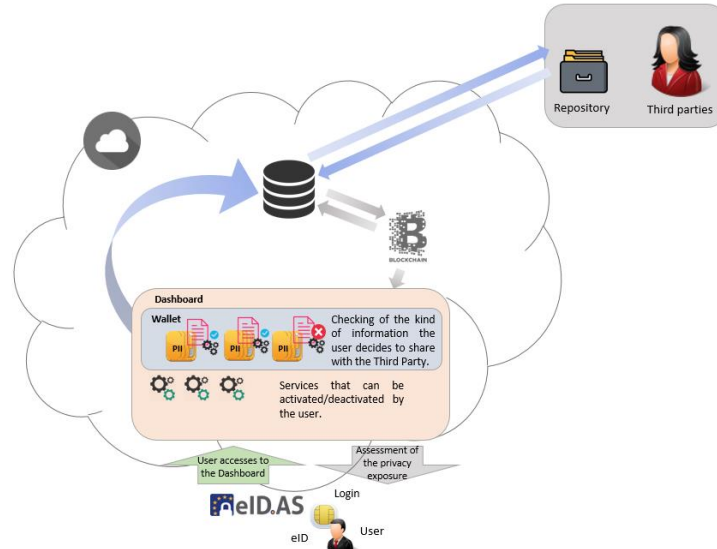 Repository
Third parties
BLOCKCHAIN
Dashboard
Wallet
PII
PII
PII
Checking of the kind
of information the
user decides to share
with the Third Party.
Services that can be
activated/deactivated by
the user.
User accesses to
the Dashboard
Assessment of
the privacy
exposure
eID.AS
Login
eID
User